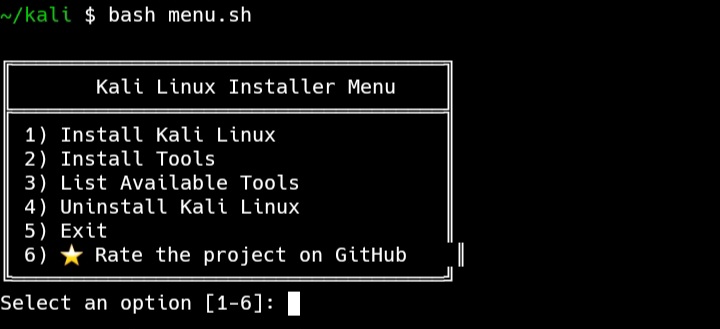 ~/kali $ bash menu.sh
Kali Linux Installer Menu
1) Install Kali Linux
2) Install Tools
3) List Available Tools
4) Uninstall Kali Linux
5) Exit
6) ⭐ Rate the project on GitHub
Select an option [1-6]: